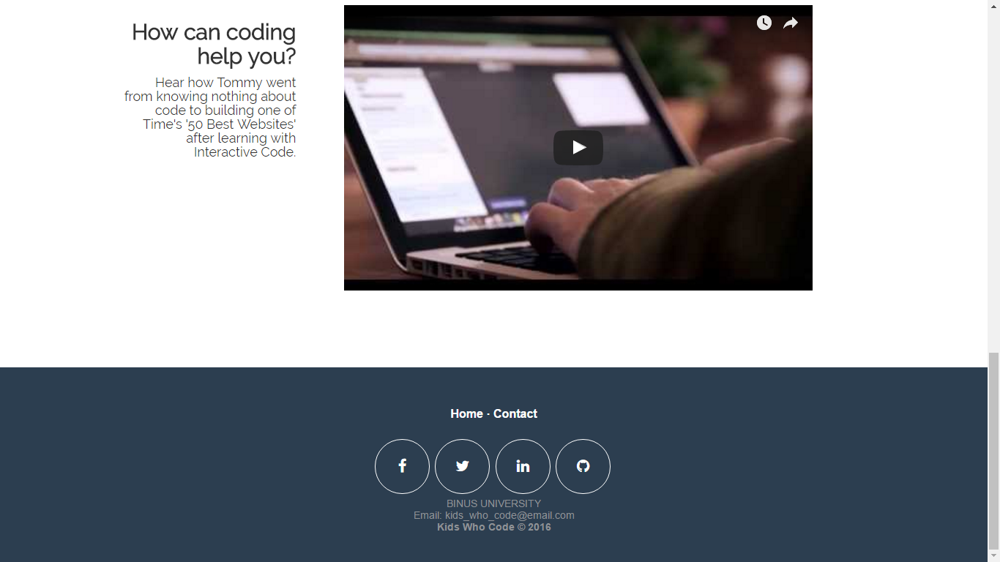 How can coding
help you?
Hear how Tommy went
from knowing nothing about
code to building one of
Time's '50 Best Websites'
after learning with
Interactive Code.
Home · Contact
BINUS UNIVERSITY
Email: kids_who_code@email.com
Kids Who Code © 2016